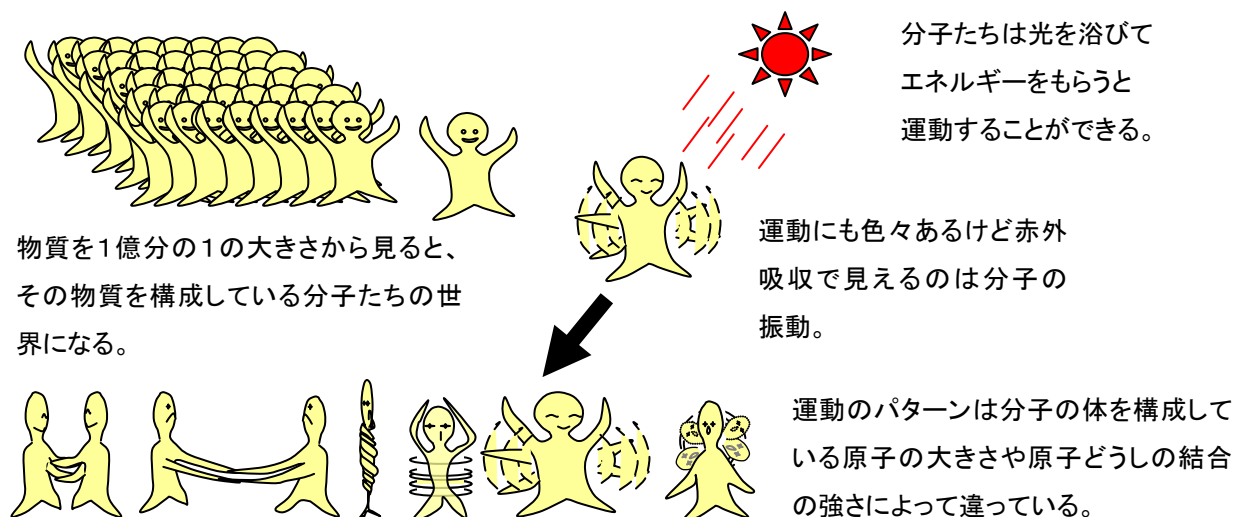 分子たちは光を浴びて
エネルギーをもらうと
運動することができる。
物質を1億分の1の大きさから見ると、
その物質を構成している分子たちの世
界になる。
運動にも色々あるけど赤外
吸収で見えるのは分子の
振動。
運動のパターンは分子の体を構成して
いる原子の大きさや原子どうしの結合
の強さによって違っている。